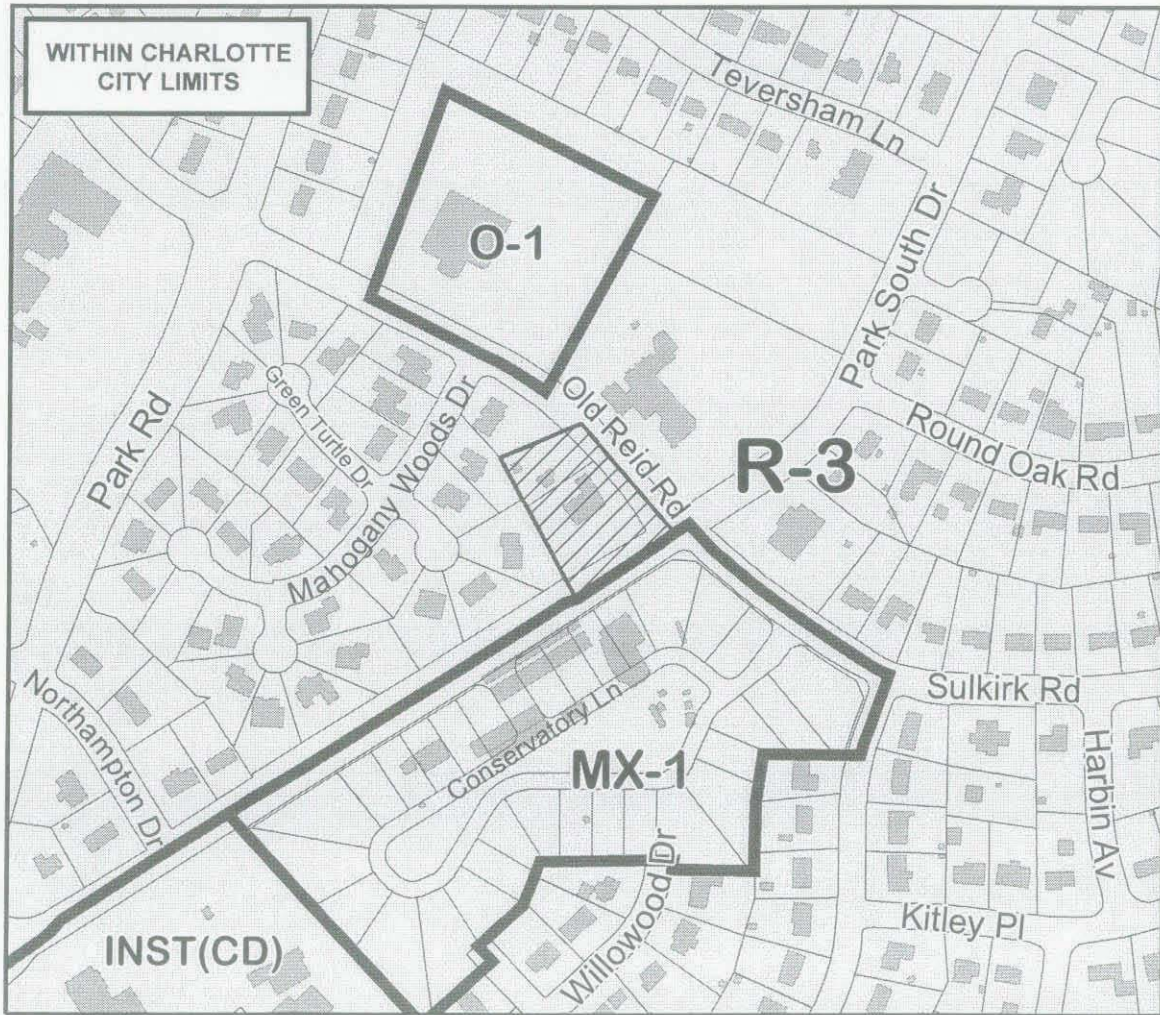 WITHIN CHARLOTTE
CITY LIMITS
Teversham Ln
O-1
Park South Dr
Old Reid Rd
Green Turtle Dr
Mahogany Woods Dr
Park Rd
R-3
Round Oak Rd
Sulkirk Rd
Northampton Dr
Conservatory Ln
MX-1
Harbin Av
Willowood Dr
Kitley Pl
INST(CD)